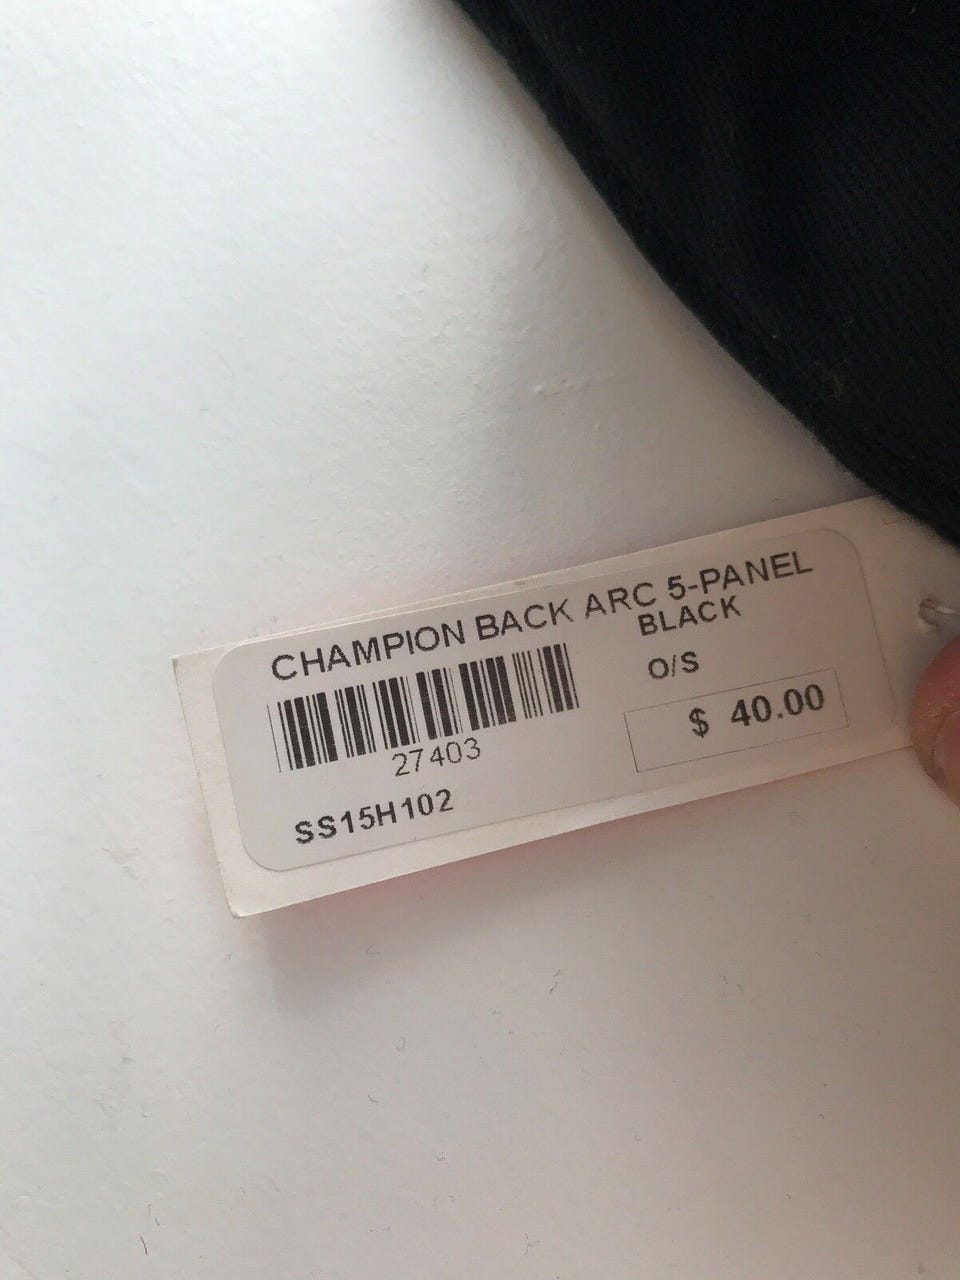 CHAMPION BACK ARC 5-PANEL
BLACK
O/S
$ 40.00
27403
SS15H102